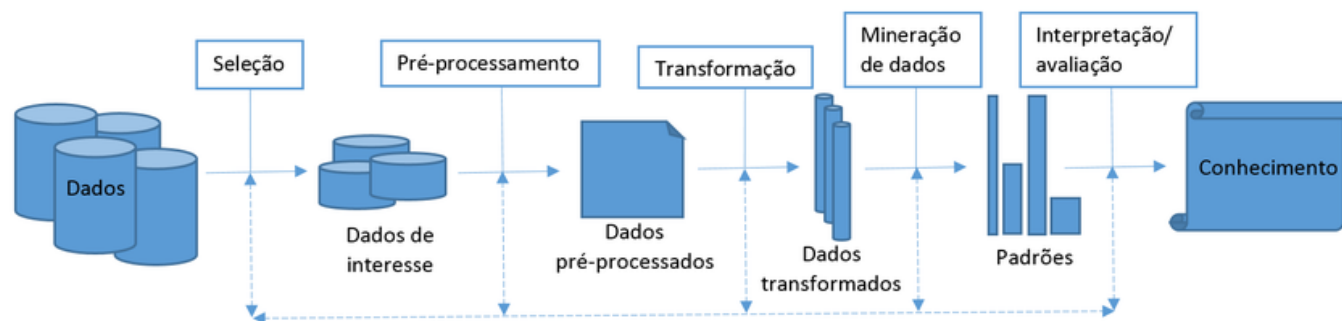 Seleção
Pré-processamento
Transformação
Mineração
de dados
Interpretação/
avaliação
Dados
Dados de
interesse
Dados
pré-processados
Dados
transformados
Padrões
Conhecimento